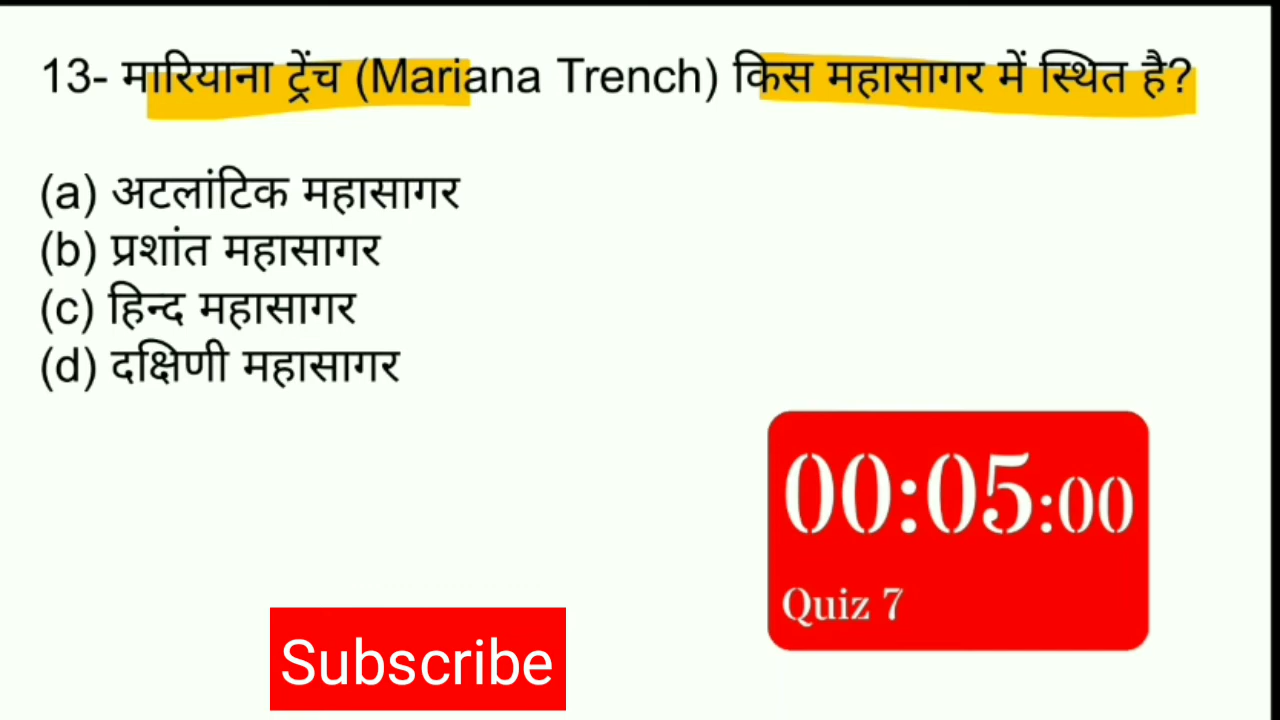 13- मारियाना ट्रेंच (Mariana Trench) किस महासागर में स्थित है?
(a) अटलांटिक महासागर
(b) प्रशांत महासागर
(c) हिन्द महासागर
(d) दक्षिणी महासागर
00:05:00
Quiz 7
Subscribe